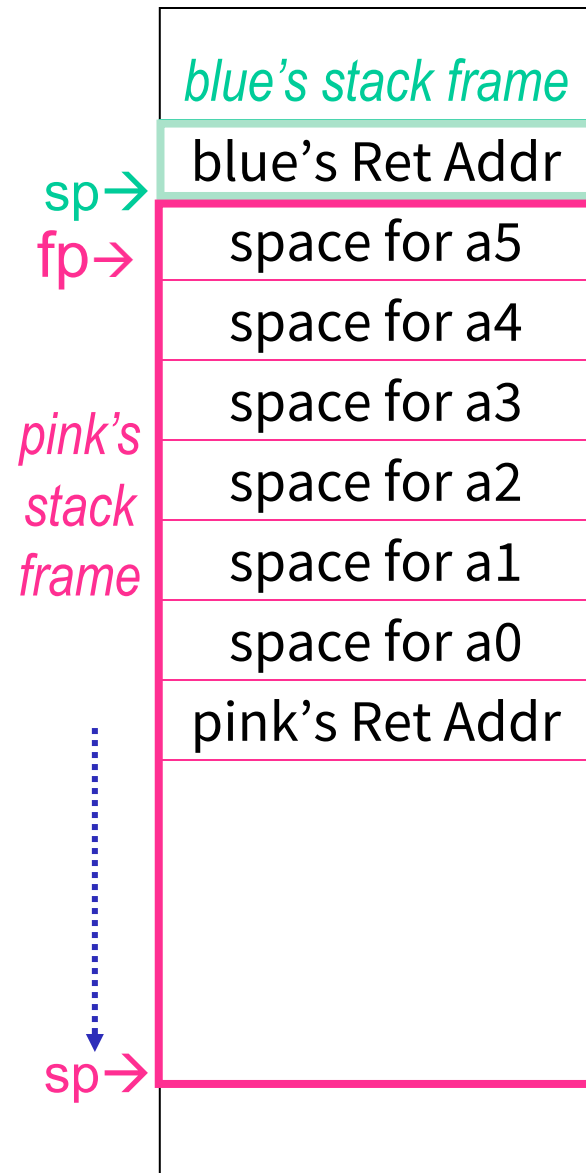 blue’s stack frame
blue’s Ret Addr
sp→
fp→
space for a5
space for a4
space for a3
pink’s
stack
frame
space for a2
space for a1
space for a0
pink’s Ret Addr
sp→